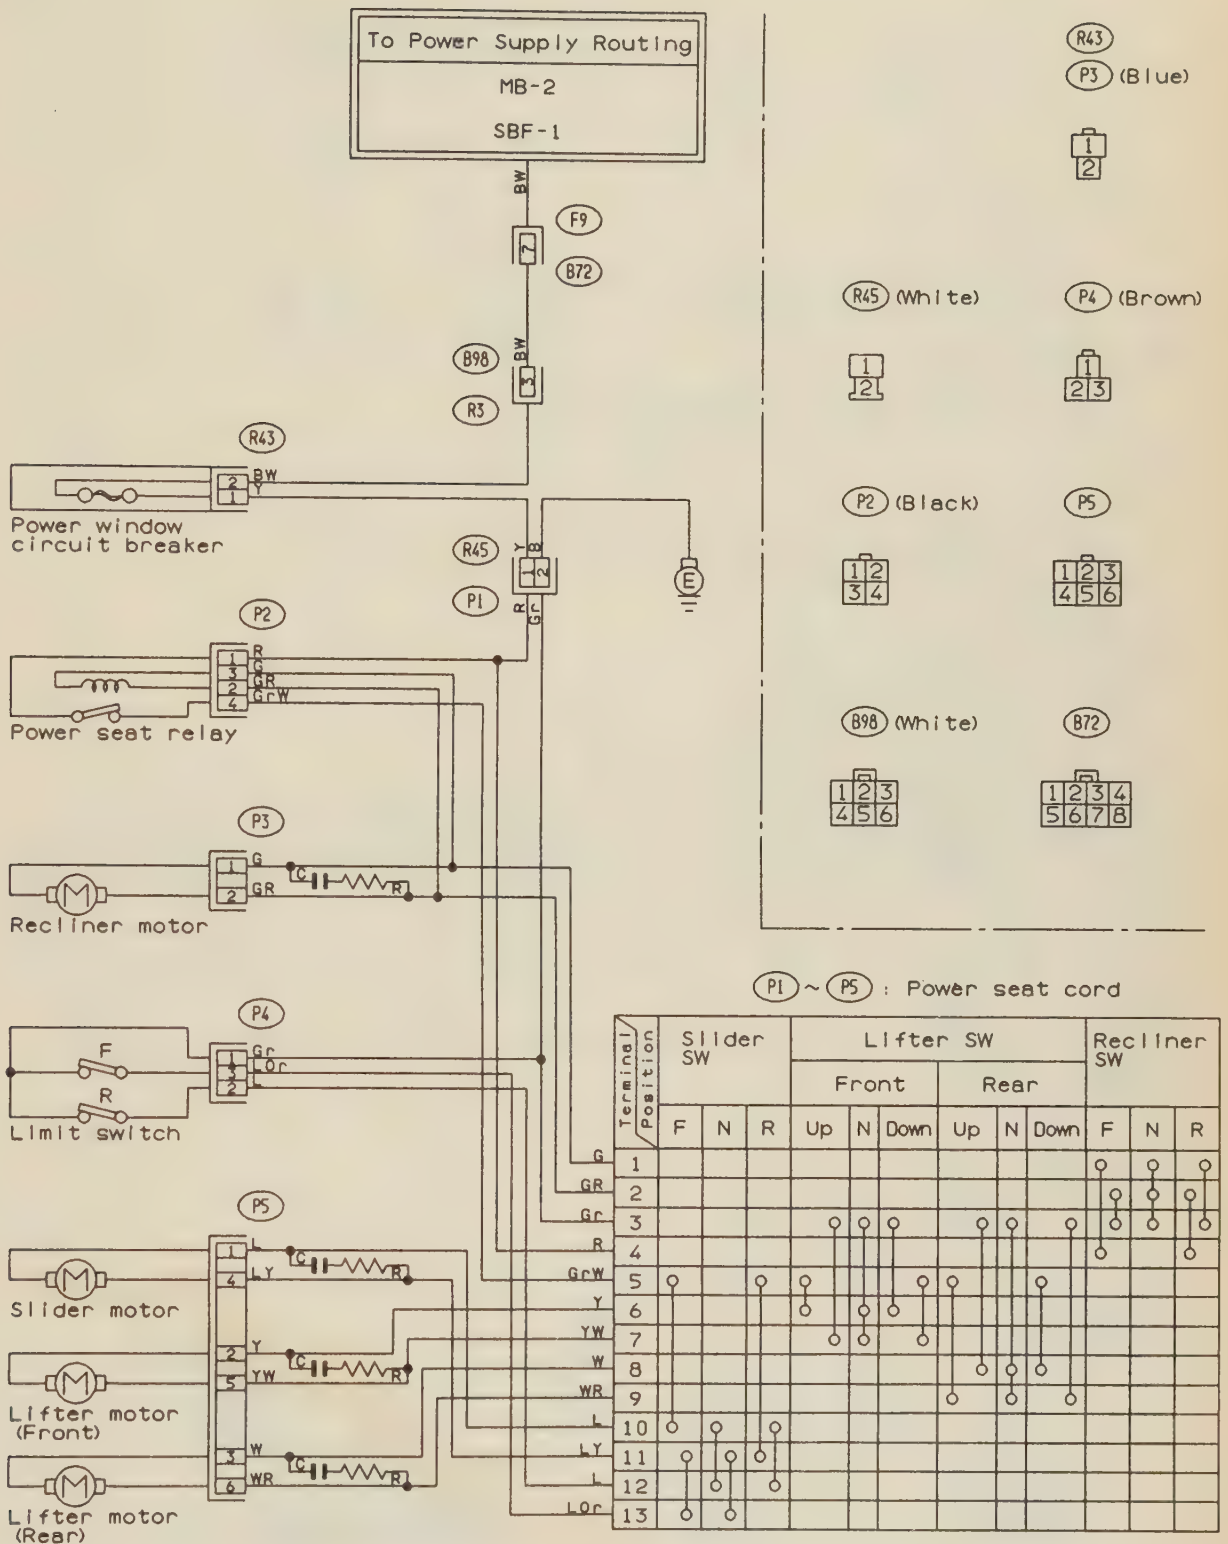 To Power Supply Routing
MB-2
SBF-1
BW
F9
7
B72
BW
B98
3
R3
R43
2 BW
1 Y
Power window
circuit breaker
Y B
R45
1 2
P1
R Gr
E
P2
1 R
3 G
2 GR
4 GrW
Power seat relay
P3
1 G
C R
2 GR
M
Recliner motor
P4
F
1 Gr
3 LOr
2 L
R
Limit switch
P5
1 L
C R
4 LY
M
Slider motor
2 Y
C R
5 YW
M
Lifter motor
(Front)
3 W
C R
6 WR
M
Lifter motor
(Rear)
R43
P3 (Blue)
1
2
R45 (White)
1
2
P4 (Brown)
1
2 3
P2 (Black)
1 2
3 4
P5
1 2 3
4 5 6
B98 (White)
1 2 3
4 5 6
B72
1 2 3 4
5 6 7 8
P1 ~ P5 : Power seat cord
Terminal Position
Slider SW
Lifter SW
Recliner SW
Front Rear
F N R Up N Down Up N Down F N R
G 1
GR 2
Gr 3
R 4
GrW 5
Y 6
YW 7
W 8
WR 9
L 10
LY 11
L 12
LOr 13